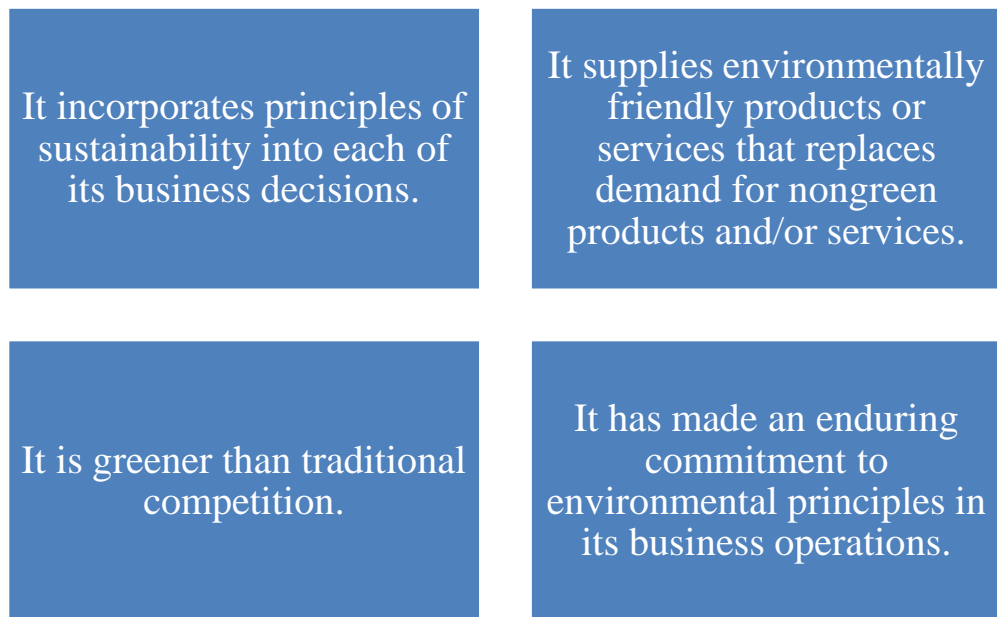 It incorporates principles of
sustainability into each of
its business decisions.
It supplies environmentally
friendly products or
services that replaces
demand for nongreen
products and/or services.
It is greener than traditional
competition.
It has made an enduring
commitment to
environmental principles in
its business operations.